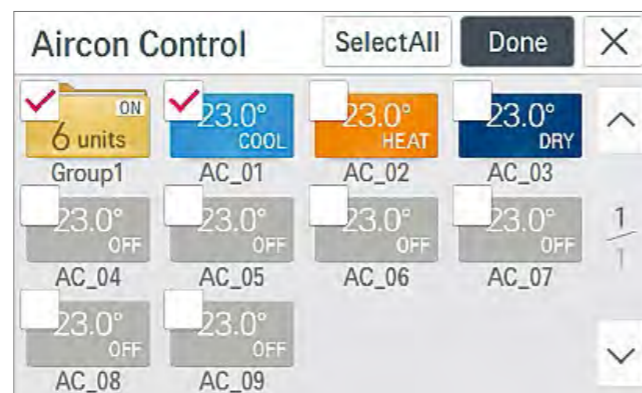 Aircon Control SelectAll Done
ON
6 units
Group1
23.0°
COOL
AC_01
23.0°
HEAT
AC_02
23.0°
DRY
AC_03
1
1
23.0°
OFF
AC_04
23.0°
OFF
AC_05
23.0°
OFF
AC_06
23.0°
OFF
AC_07
23.0°
OFF
AC_08
23.0°
OFF
AC_09